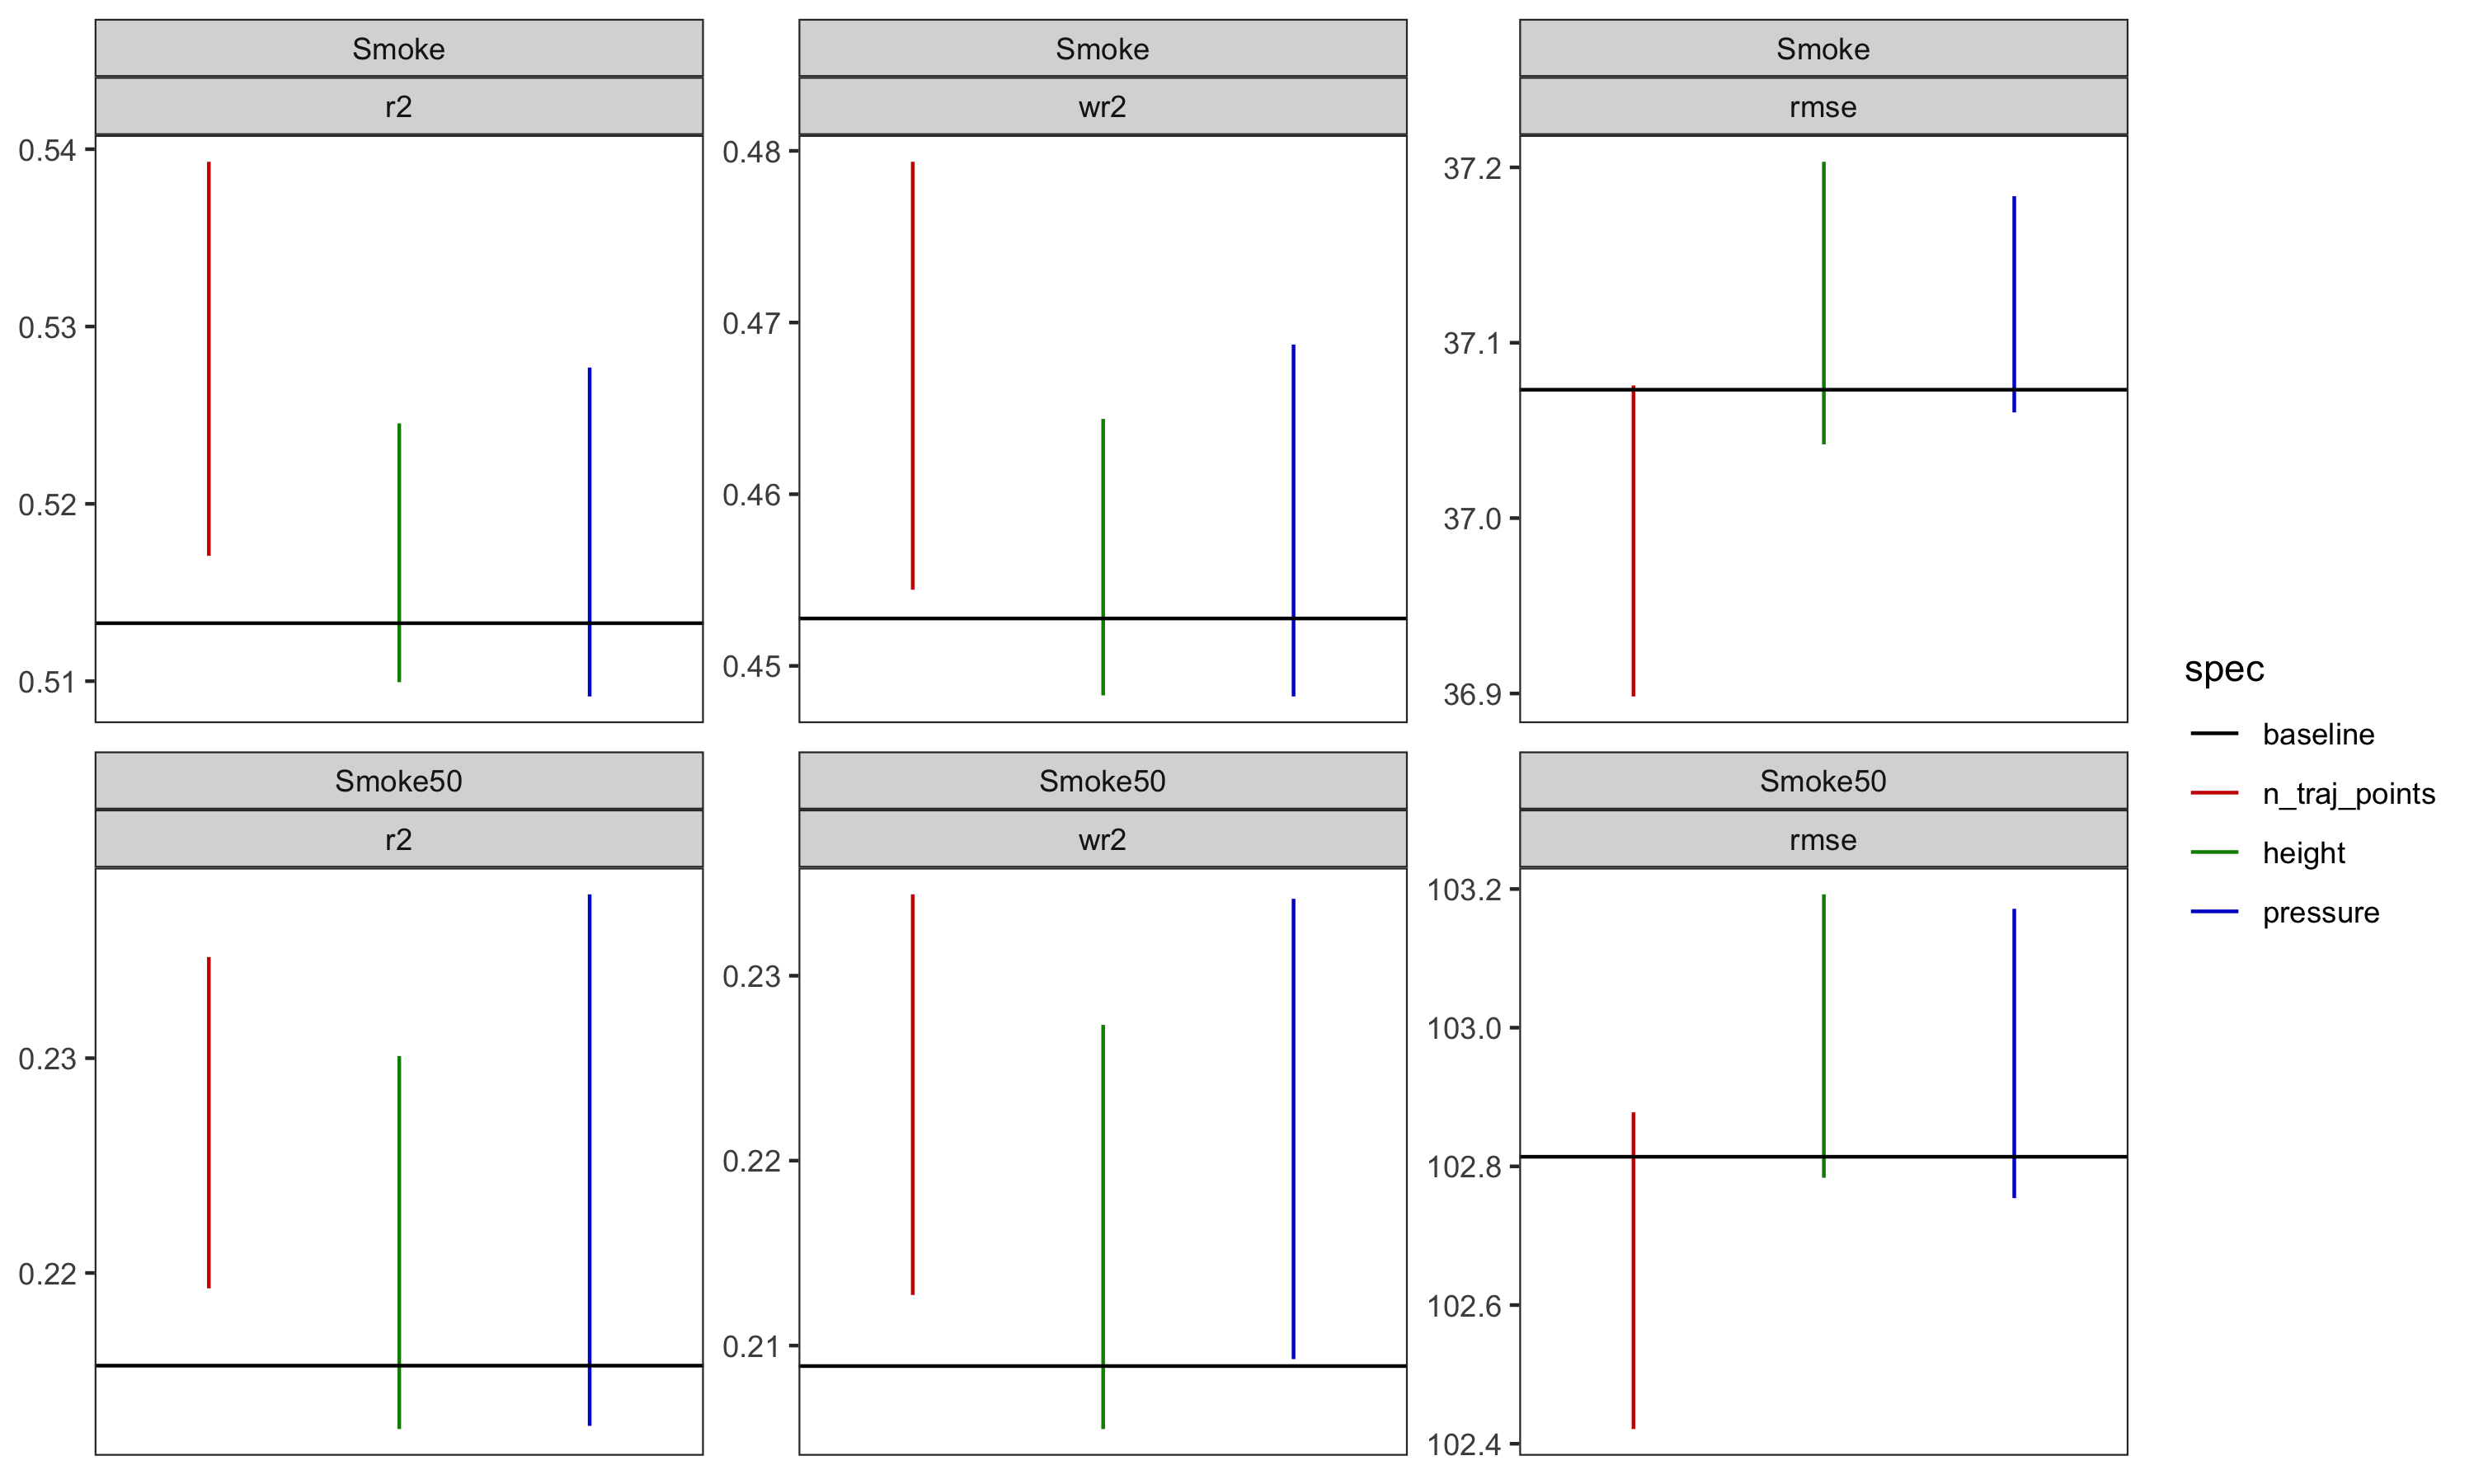 Smoke
r2
0.54
0.53
0.52
0.51
Smoke
wr2
0.48
0.47
0.46
0.45
Smoke
rmse
37.2
37.1
37.0
36.9
Smoke50
r2
0.23
0.22
Smoke50
wr2
0.23
0.22
0.21
Smoke50
rmse
103.2
103.0
102.8
102.6
102.4
spec
baseline
n_traj_points
height
pressure